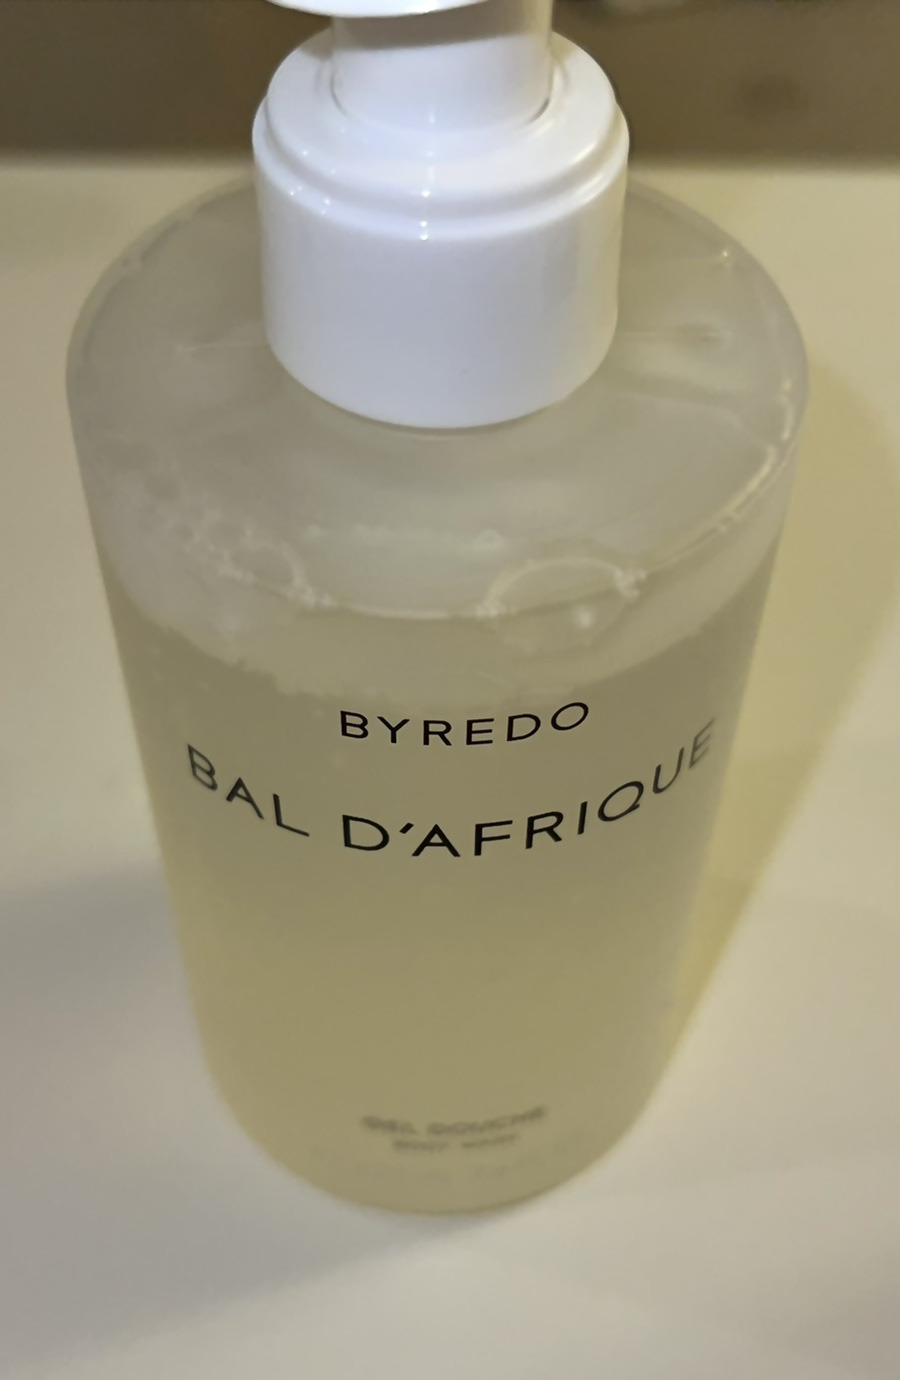 BYREDO
BAL D'AFRIQUE
GEL DOUCHE
BODY WASH